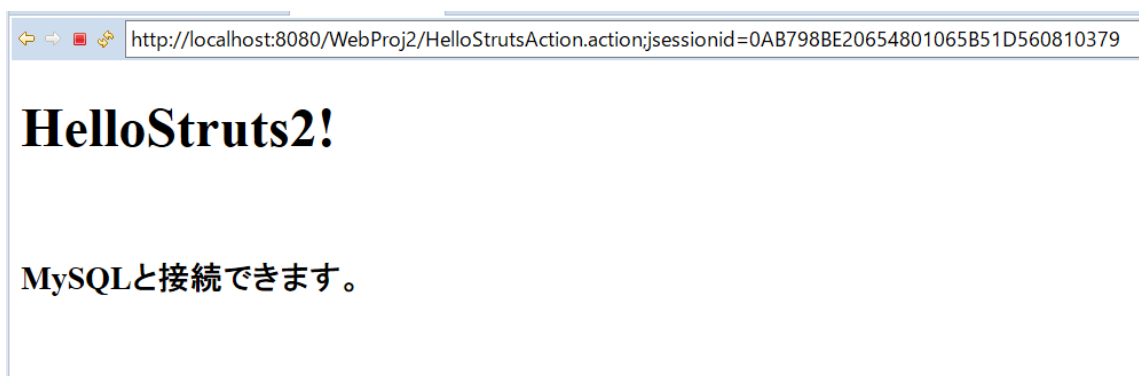 http://localhost:8080/WebProj2/HelloStrutsAction.action;jsessionid=0AB798BE20654801065B51D560810379
HelloStruts2!
MySQLと接続できます。